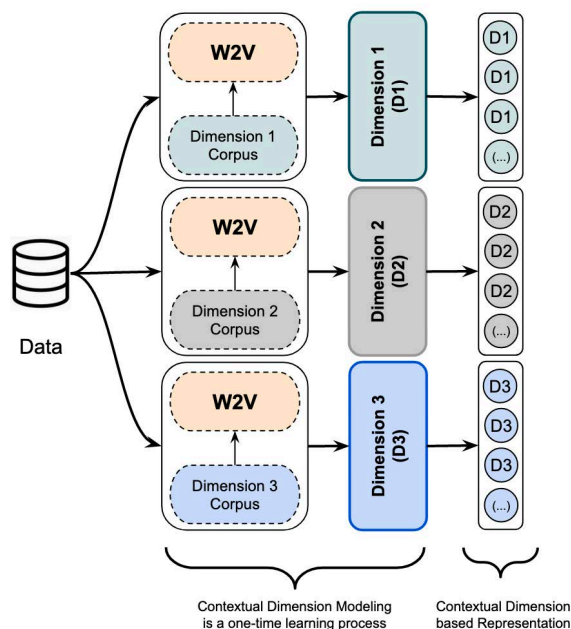 W2V
Dimension 1
Corpus
Dimension 1
(D1)
D1
D1
D1
(...)
W2V
Dimension 2
Corpus
Dimension 2
(D2)
D2
D2
D2
(...)
Data
W2V
Dimension 3
Corpus
Dimension 3
(D3)
D3
D3
D3
(...)
Contextual Dimension Modeling
is a one-time learning process
Contextual Dimension
based Representation